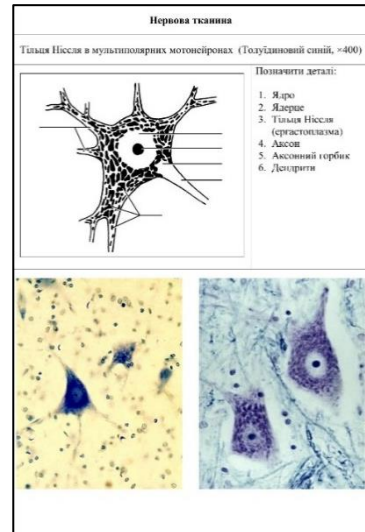 Нервова тканина
Тільця Ніссля в мультиполярних мотонейронах (Толуїдиновий синій, ×400)
Позначити деталі:
1. Ядро
2. Ядерце
3. Тільця Ніссля
(ергастоплазма)
4. Аксон
5. Аксонний горбик
6. Дендрити